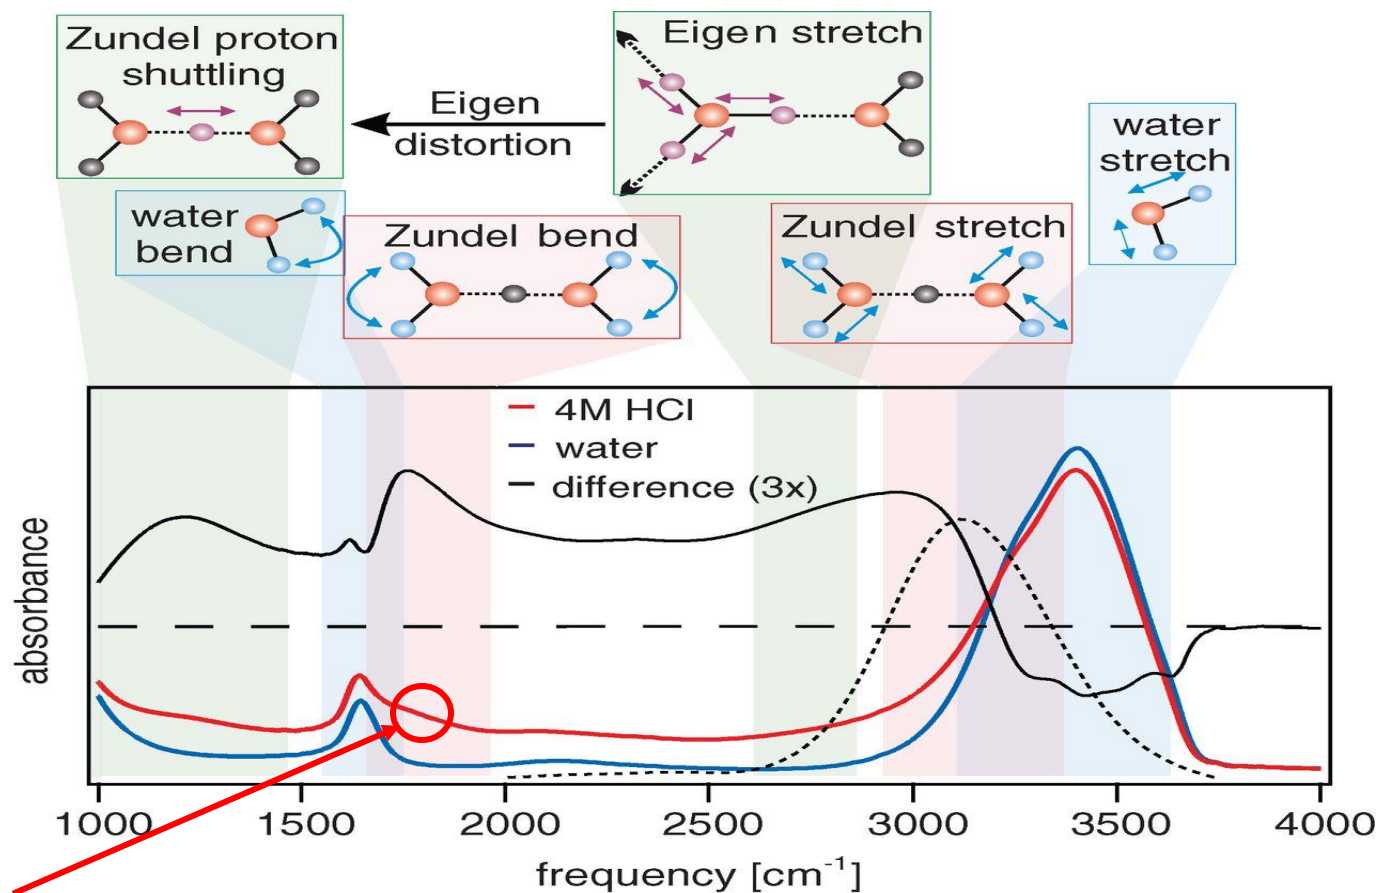 Zundel proton
shuttling
Eigen
distortion
Eigen stretch
water
stretch
water
bend
Zundel bend
Zundel stretch
4M HCl
water
difference (3x)
absorbance
1000
1500
2000
2500
3000
3500
4000
frequency [cm⁻¹]